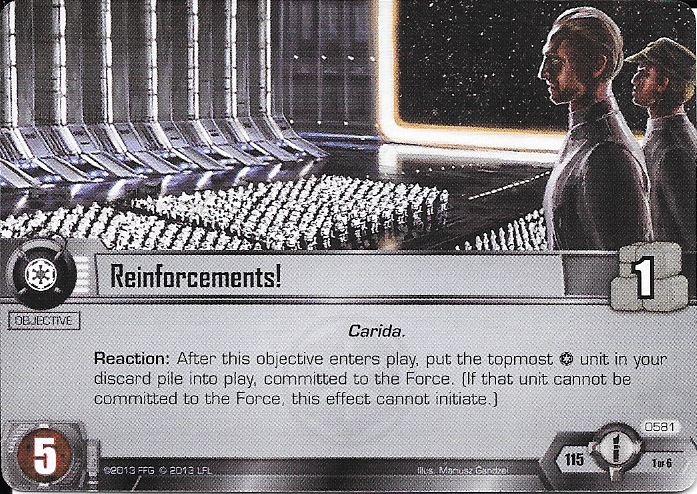 Reinforcements!
1
OBJECTIVE
Carida.
Reaction: After this objective enters play, put the topmost unit in your
discard pile into play, committed to the Force. (If that unit cannot be
committed to the Force, this effect cannot initiate.)
5
0581
115
1 of 6
©2013 FFG © 2013 LFL
Illus. Mariusz Gandzel